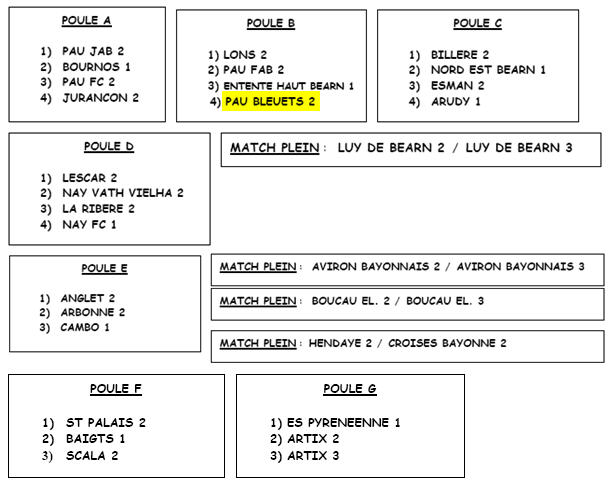 POULE A
1) PAU JAB 2
2) BOURNOS 1
3) PAU FC 2
4) JURANCON 2
POULE B
1) LONS 2
2) PAU FAB 2
3) ENTENTE HAUT BEARN 1
4) PAU BLEUETS 2
POULE C
1) BILLERE 2
2) NORD EST BEARN 1
3) ESMAN 2
4) ARUDY 1
POULE D
1) LESCAR 2
2) NAY VATH VIELHA 2
3) LA RIBERE 2
4) NAY FC 1
MATCH PLEIN : LUY DE BEARN 2 / LUY DE BEARN 3
POULE E
1) ANGLET 2
2) ARBONNE 2
3) CAMBO 1
MATCH PLEIN : AVIRON BAYONNAIS 2 / AVIRON BAYONNAIS 3
MATCH PLEIN : BOUCAU EL. 2 / BOUCAU EL. 3
MATCH PLEIN : HENDAYE 2 / CROISES BAYONNE 2
POULE F
1) ST PALAIS 2
2) BAIGTS 1
3) SCALA 2
POULE G
1) ES PYRENEENNE 1
2) ARTIX 2
3) ARTIX 3